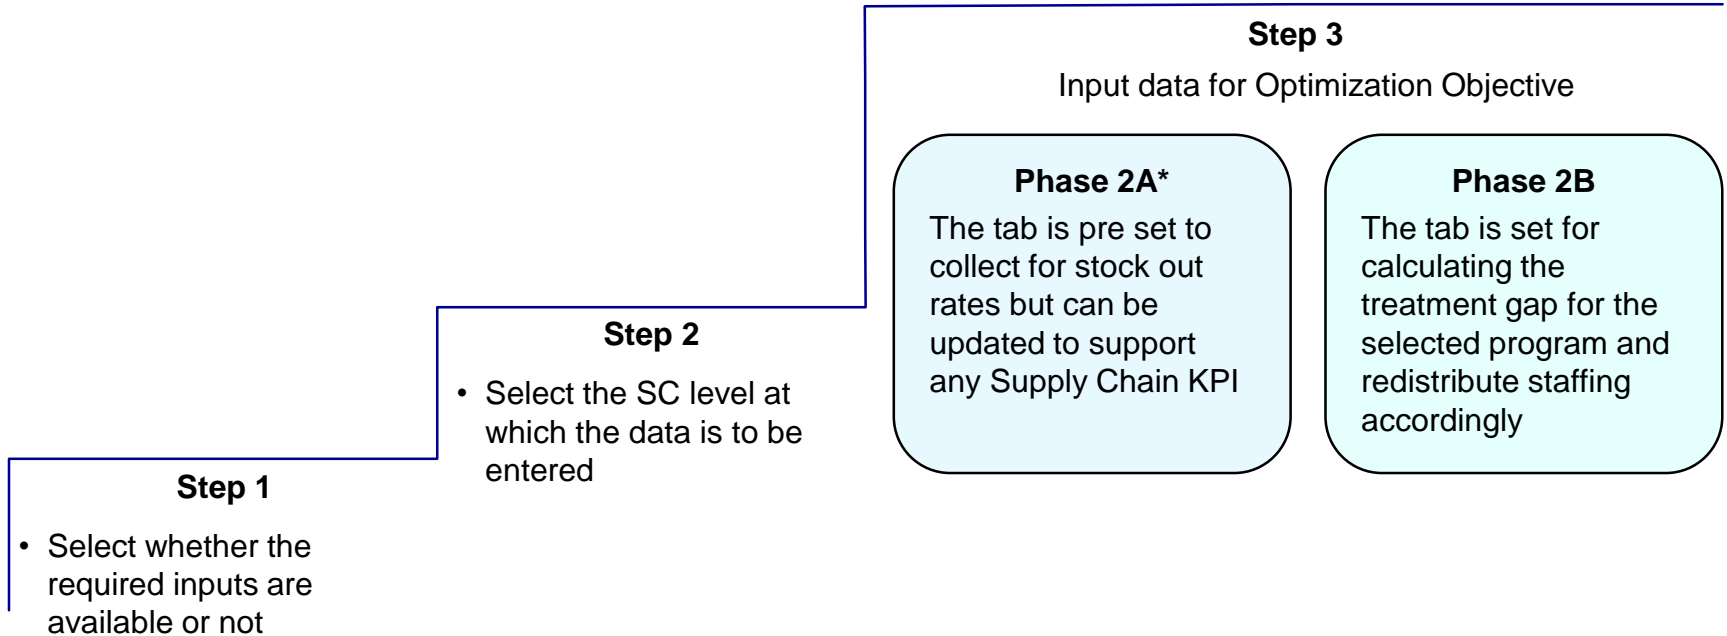 Step 3
Input data for Optimization Objective
Phase 2A*
The tab is pre set to
collect for stock out
rates but can be
updated to support
any Supply Chain KPI
Phase 2B
The tab is set for
calculating the
treatment gap for the
selected program and
redistribute staffing
accordingly
Step 2
• Select the SC level at
which the data is to be
entered
Step 1
• Select whether the
required inputs are
available or not